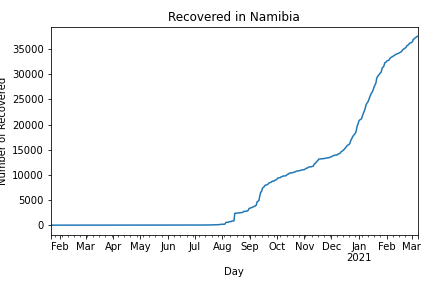 Recovered in Namibia
Number of Recovered
35000
30000
25000
20000
15000
10000
5000
0
Feb Mar Apr May Jun Jul Aug Sep Oct Nov Dec Jan Feb Mar
2021
Day